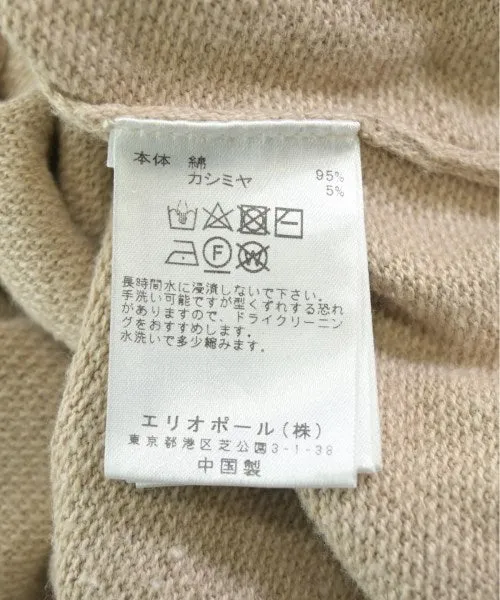 本体 綿 95%
カシミヤ 5%
F W
長時間水に浸漬しないで下さい。
手洗い可能ですが型くずれする恐れ
がありますので、ドライクリーニン
グをおすすめします。
水洗いで多少縮みます。
エリオポール(株)
東京都港区芝公園3-1-38
中国製